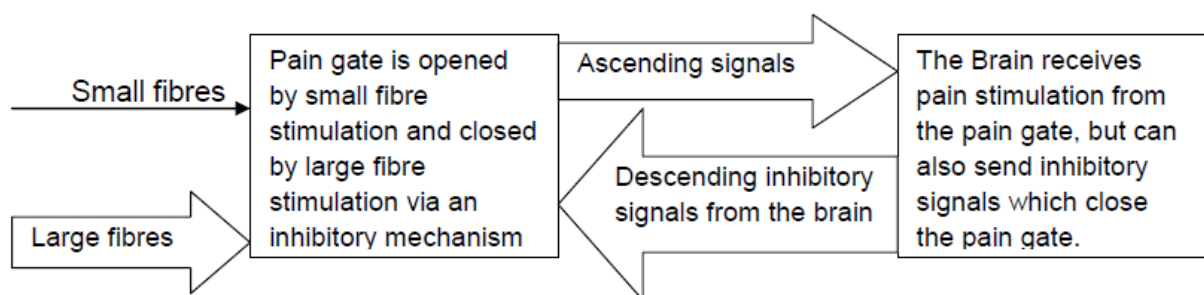 Small fibres
Large fibres
Pain gate is opened
by small fibre
stimulation and closed
by large fibre
stimulation via an
inhibitory mechanism
Ascending signals
Descending inhibitory
signals from the brain
The Brain receives
pain stimulation from
the pain gate, but can
also send inhibitory
signals which close
the pain gate.